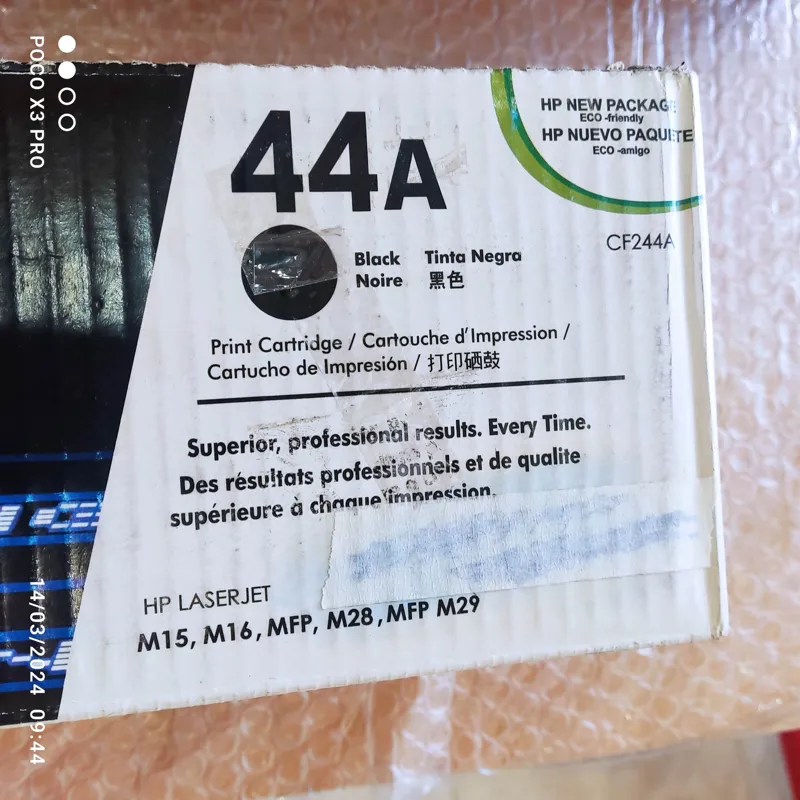 44A
HP NEW PACKAGE
ECO -friendly
HP NUEVO PAQUETE
ECO -amigo
CF244A
Black Tinta Negra
Noire 黑色
Print Cartridge / Cartouche d'Impression /
Cartucho de Impresión / 打印硒鼓
Superior, professional results. Every Time.
Des résultats professionnels et de qualite
supérieure à chaque impression.
HP LASERJET
M15, M16, MFP, M28, MFP M29
POCO X3 PRO
14/03/2024 09:44